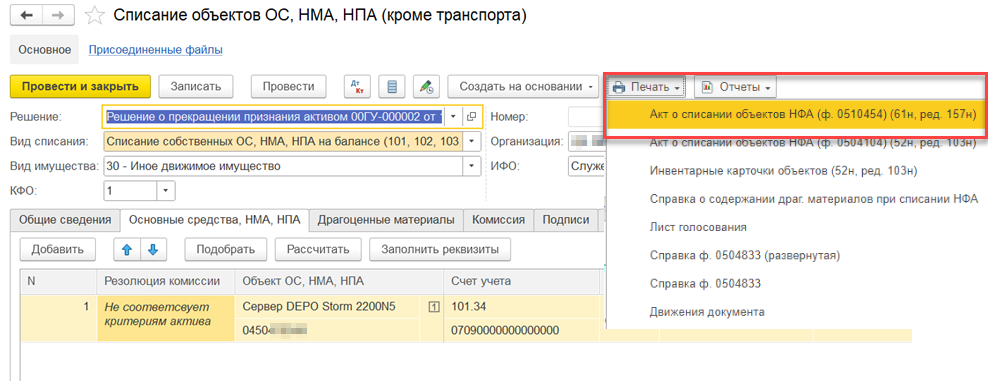 Списание объектов ОС, НМА, НПА (кроме транспорта)
Основное Присоединенные файлы
Провести и закрыть Записать Провести Дт Кт Создать на основании Печать Отчеты
Решение: Решение о прекращении признания активом 00ГУ-000002 от Номер:
Вид списания: Списание собственных ОС, НМА, НПА на балансе (101, 102, 103 Организация:
Вид имущества: 30 - Иное движимое имущество ИФО: Служе
КФО: 1
Акт о списании объектов НФА (ф. 0510454) (61н, ред. 157н)
Акт о списании объектов НФА (ф. 0504104) (52н, ред. 103н)
Инвентарные карточки объектов (52н, ред. 103н)
Справка о содержании драг. материалов при списании НФА
Лист голосования
Справка ф. 0504833 (развернутая)
Справка ф. 0504833
Движения документа
Общие сведения Основные средства, НМА, НПА Драгоценные материалы Комиссия Подписи
Добавить Подобрать Рассчитать Заполнить реквизиты
N Резолюция комиссии Объект ОС, НМА, НПА Счет учета
1 Не соответсвует Сервер DEPO Storm 2200N5 1 101.34
критериям актива 0450 07090000000000000